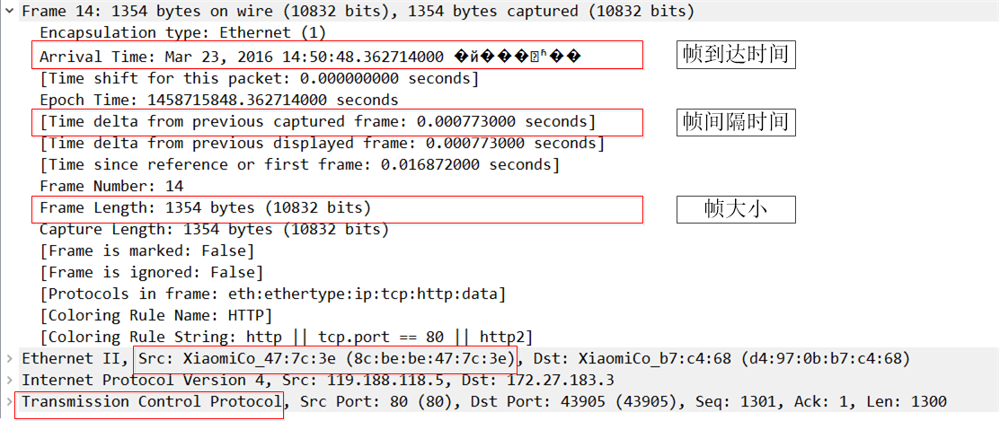 Frame 14: 1354 bytes on wire (10832 bits), 1354 bytes captured (10832 bits)
Encapsulation type: Ethernet (1)
Arrival Time: Mar 23, 2016 14:50:48.362714000
帧到达时间
[Time shift for this packet: 0.000000000 seconds]
Epoch Time: 1458715848.362714000 seconds
[Time delta from previous captured frame: 0.000773000 seconds]
帧间隔时间
[Time delta from previous displayed frame: 0.000773000 seconds]
[Time since reference or first frame: 0.016872000 seconds]
Frame Number: 14
Frame Length: 1354 bytes (10832 bits)
帧大小
Capture Length: 1354 bytes (10832 bits)
[Frame is marked: False]
[Frame is ignored: False]
[Protocols in frame: eth:ethertype:ip:tcp:http:data]
[Coloring Rule Name: HTTP]
[Coloring Rule String: http || tcp.port == 80 || http2]
Ethernet II, Src: XiaomiCo_47:7c:3e (8c:be:be:47:7c:3e), Dst: XiaomiCo_b7:c4:68 (d4:97:0b:b7:c4:68)
Internet Protocol Version 4, Src: 119.188.118.5, Dst: 172.27.183.3
Transmission Control Protocol, Src Port: 80 (80), Dst Port: 43905 (43905), Seq: 1301, Ack: 1, Len: 1300